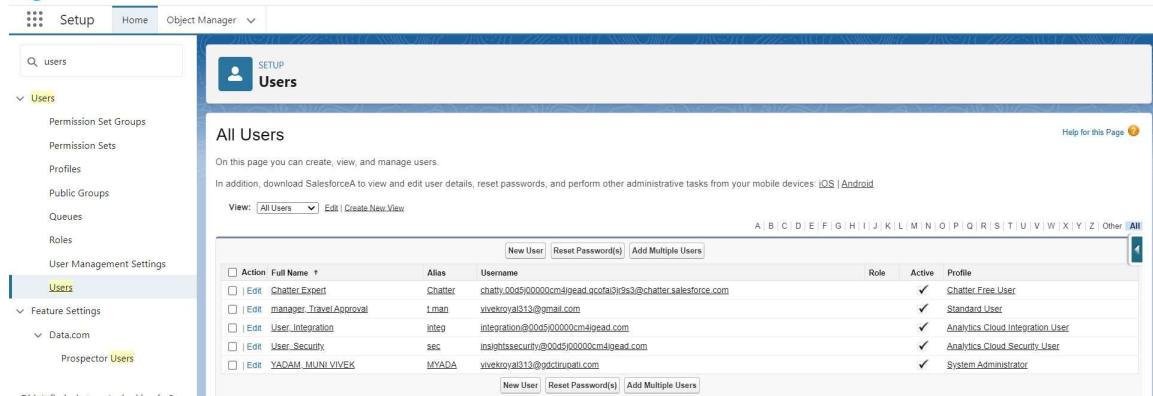 Setup Home Object Manager
users
Users
Permission Set Groups
Permission Sets
Profiles
Public Groups
Queues
Roles
User Management Settings
Users
Feature Settings
Data.com
Prospector Users
SETUP
Users
All Users
Help for this Page
On this page you can create, view, and manage users.
In addition, download SalesforceA to view and edit user details, reset passwords, and perform other administrative tasks from your mobile devices: iOS | Android
View: All Users Edit | Create New View
A | B | C | D | E | F | G | H | I | J | K | L | M | N | O | P | Q | R | S | T | U | V | W | X | Y | Z | Other All
New User Reset Password(s) Add Multiple Users
Action Full Name ↑ Alias Username Role Active Profile
| Edit Chatter Expert Chatter chatty.00d5j00000cm4igead.qcofai3jr9s3@chatter.salesforce.com Chatter Free User
| Edit manager, Travel Approval t man vivekroyal313@gmail.com Standard User
| Edit User, Integration integ integration@00d5j00000cm4igead.com Analytics Cloud Integration User
| Edit User, Security sec insightssecurity@00d5j00000cm4igead.com Analytics Cloud Security User
| Edit YADAM, MUNI VIVEK MYADA vivekroyal313@gdctirupati.com System Administrator
New User Reset Password(s) Add Multiple Users